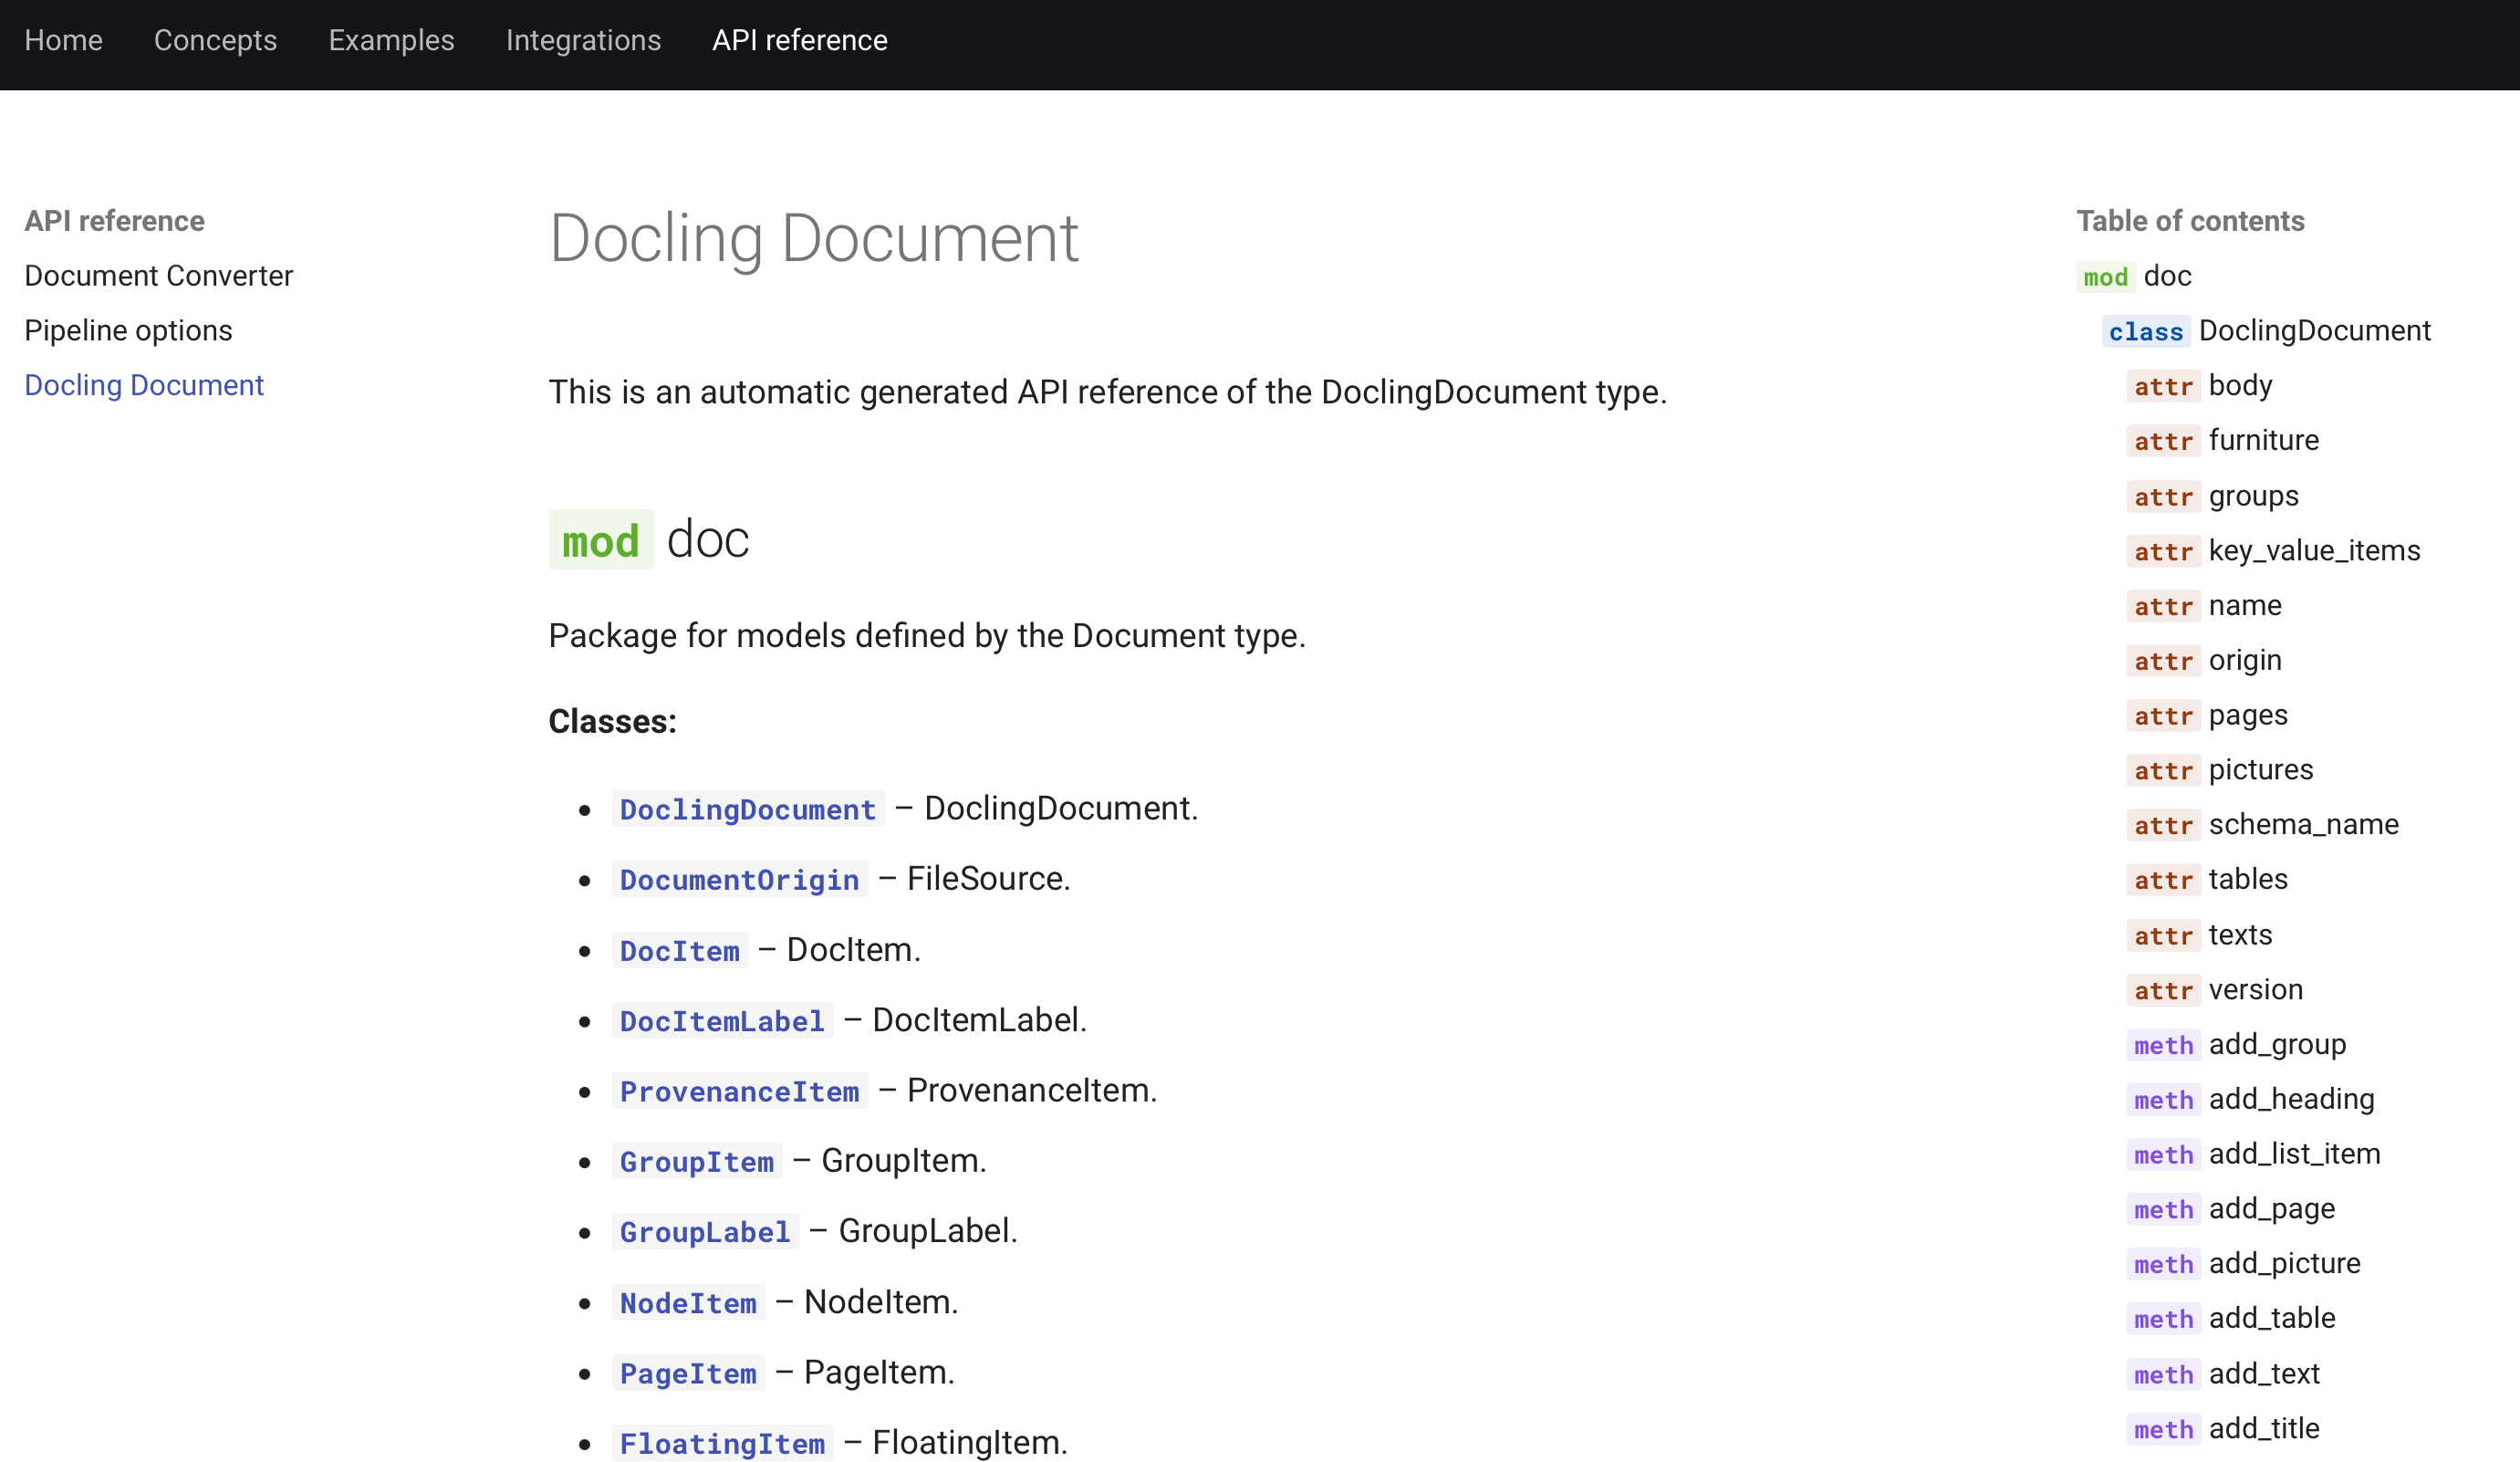 Home Concepts Examples Integrations API reference
API reference
Document Converter
Pipeline options
Docling Document
Docling Document
This is an automatic generated API reference of the DoclingDocument type.
mod doc
Package for models defined by the Document type.
Classes:
• DoclingDocument – DoclingDocument.
• DocumentOrigin – FileSource.
• DocItem – DocItem.
• DocItemLabel – DocItemLabel.
• ProvenanceItem – ProvenanceItem.
• GroupItem – GroupItem.
• GroupLabel – GroupLabel.
• NodeItem – NodeItem.
• PageItem – PageItem.
• FloatingItem – FloatingItem.
Table of contents
mod doc
class DoclingDocument
attr body
attr furniture
attr groups
attr key_value_items
attr name
attr origin
attr pages
attr pictures
attr schema_name
attr tables
attr texts
attr version
meth add_group
meth add_heading
meth add_list_item
meth add_page
meth add_picture
meth add_table
meth add_text
meth add_title